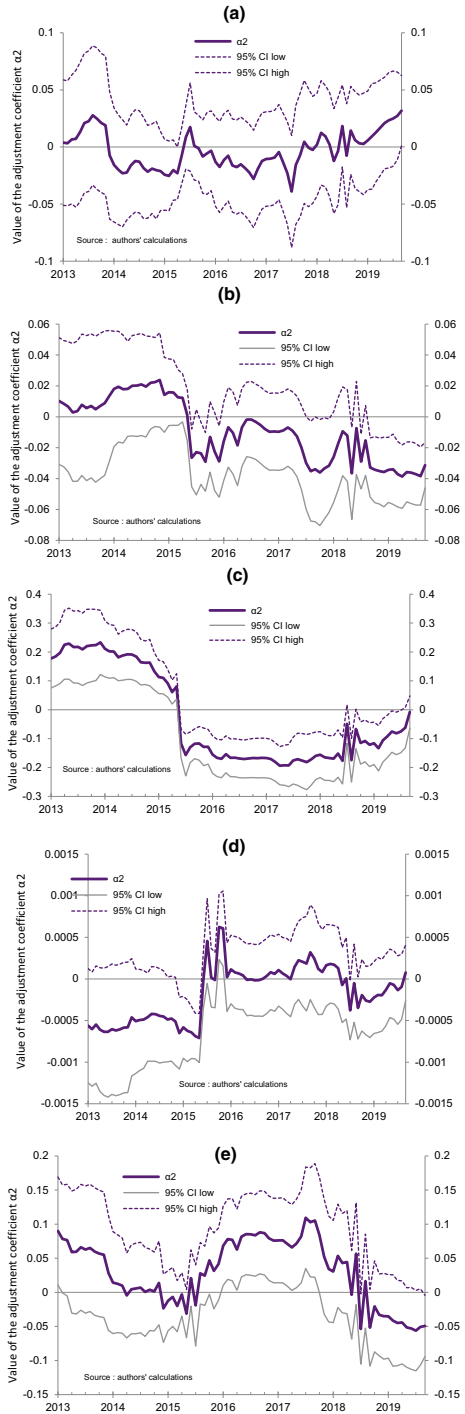 (a)
Value of the adjustment coefficient α2
α2
95% CI low
95% CI high
0.1 0.1
0.05 0.05
0 0
-0.05 -0.05
-0.1 -0.1
Source : authors' calculations
2013 2014 2015 2016 2017 2018 2019
(b)
Value of the adjustment coefficient α2
α2
95% CI low
95% CI high
0.06 0.06
0.04 0.04
0.02 0.02
0 0
-0.02 -0.02
-0.04 -0.04
-0.06 -0.06
-0.08 -0.08
Source : authors' calculations
2013 2014 2015 2016 2017 2018 2019
(c)
Value of the adjustment coefficient α2
α2
95% CI low
95% CI high
0.4 0.4
0.3 0.3
0.2 0.2
0.1 0.1
0 0
-0.1 -0.1
-0.2 -0.2
-0.3 -0.3
Source : authors' calculations
2013 2014 2015 2016 2017 2018 2019
(d)
Value of the adjustment coefficient α2
α2
95% CI low
95% CI high
0.0015 0.0015
0.001 0.001
0.0005 0.0005
0 0
-0.0005 -0.0005
-0.001 -0.001
-0.0015 -0.0015
Source : authors' calculations
2013 2014 2015 2016 2017 2018 2019
(e)
Value of the adjustment coefficient α2
α2
95% CI low
95% CI high
0.2 0.2
0.15 0.15
0.1 0.1
0.05 0.05
0 0
-0.05 -0.05
-0.1 -0.1
-0.15 -0.15
Source : authors' calculations
2013 2014 2015 2016 2017 2018 2019